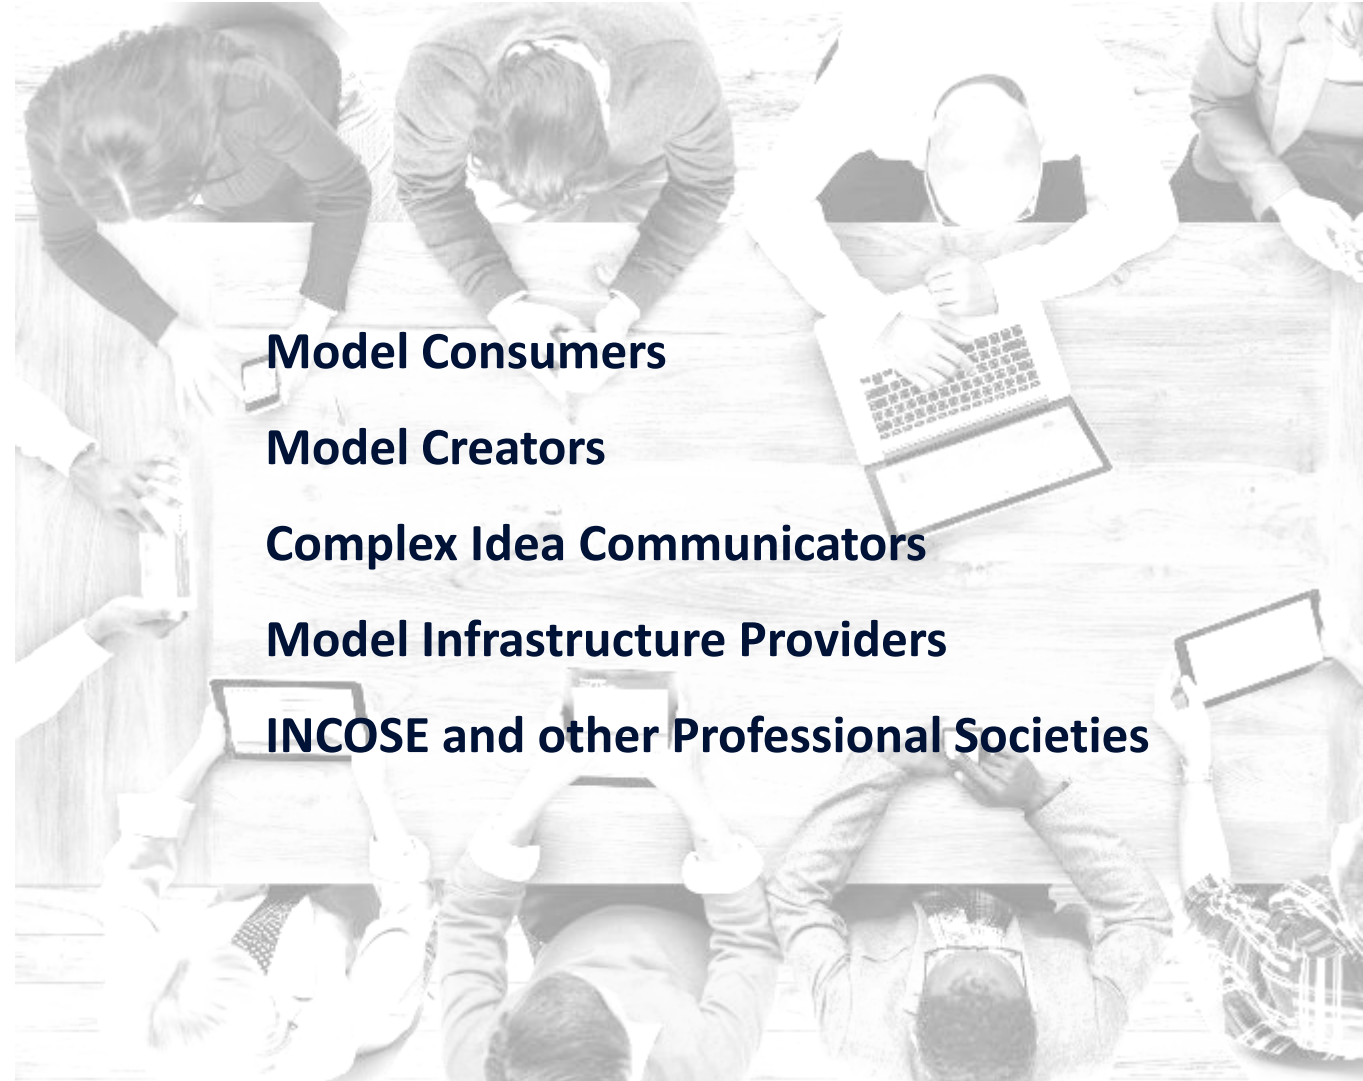 Model Consumers
Model Creators
Complex Idea Communicators
Model Infrastructure Providers
INCOSE and other Professional Societies